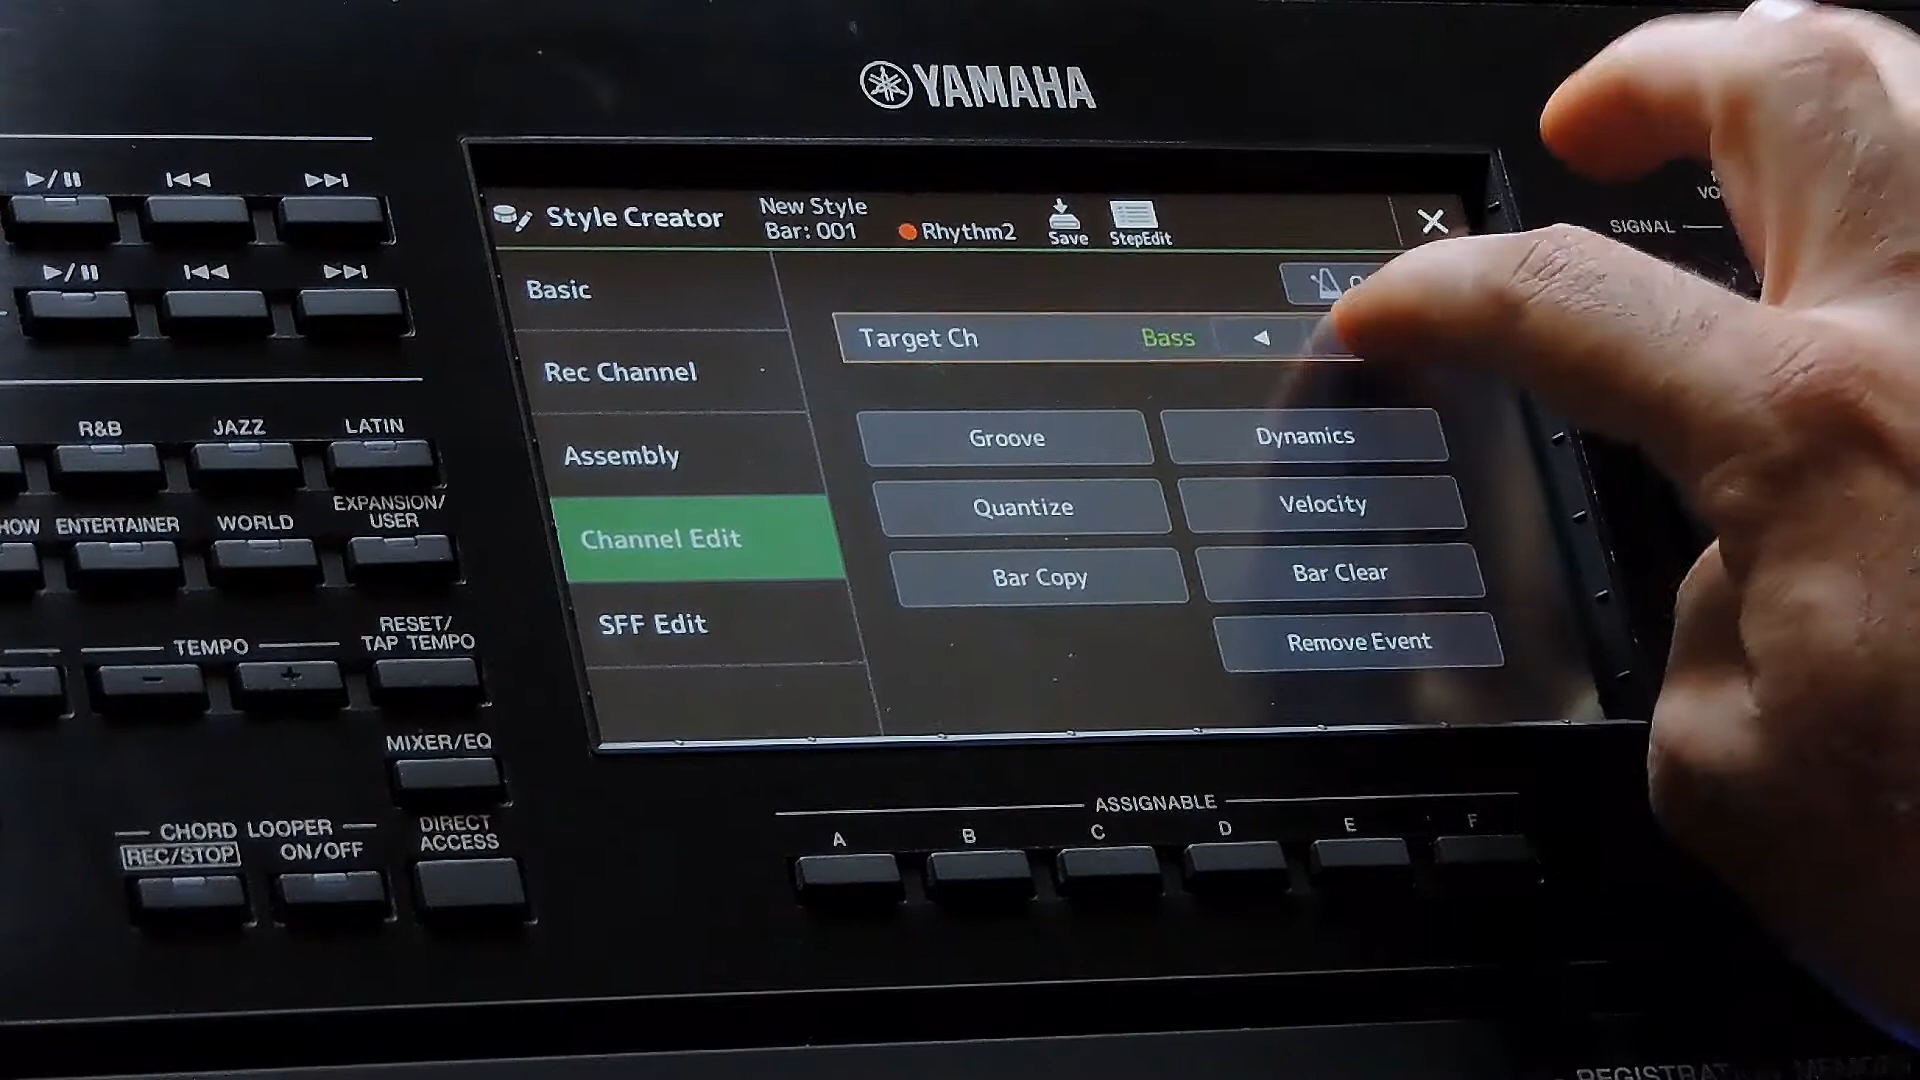 YAMAHA
Style Creator
New Style
Bar: 001
Rhythm2
Save
StepEdit
SIGNAL
Basic
Target Ch
Bass
Rec Channel
Groove
Dynamics
Assembly
Quantize
Velocity
Channel Edit
Bar Copy
Bar Clear
SFF Edit
Remove Event
R&B
JAZZ
LATIN
ENTERTAINER
WORLD
EXPANSION/
USER
TEMPO
-
+
RESET/
TAP TEMPO
MIXER/EQ
CHORD LOOPER
REC/STOP
ON/OFF
DIRECT
ACCESS
ASSIGNABLE
A
B
C
D
E
F